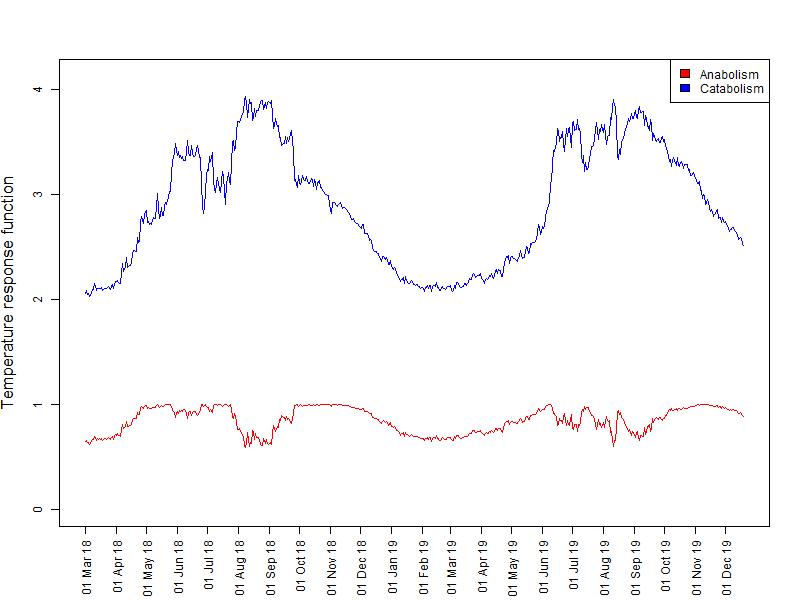 Anabolism
Catabolism
Temperature response function
4
3
2
1
0
01 Mar 18
01 Apr 18
01 May 18
01 Jun 18
01 Jul 18
01 Aug 18
01 Sep 18
01 Oct 18
01 Nov 18
01 Dec 18
01 Jan 19
01 Feb 19
01 Mar 19
01 Apr 19
01 May 19
01 Jun 19
01 Jul 19
01 Aug 19
01 Sep 19
01 Oct 19
01 Nov 19
01 Dec 19